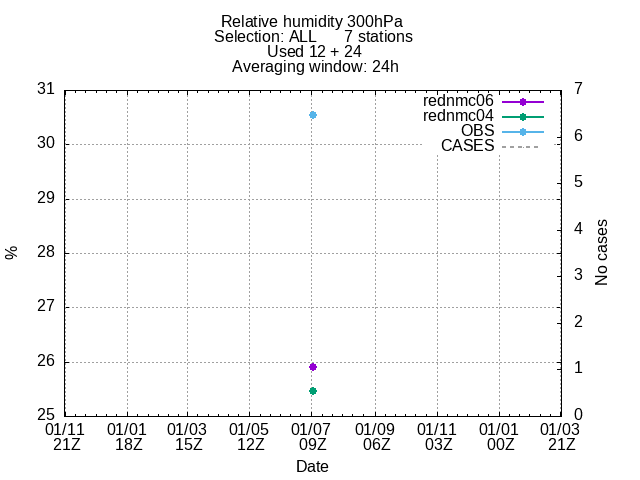 Relative humidity 300hPa
Selection: ALL 7 stations
Used 12 + 24
Averaging window: 24h
31 7
rednmc06
rednmc04
OBS
CASES
30 6
29 5
28 4
27 3
26 2
25 1
0
%
No cases
01/11 01/01 01/03 01/05 01/07 01/09 01/11 01/01 01/03
21Z 18Z 15Z 12Z 09Z 06Z 03Z 00Z 21Z
Date